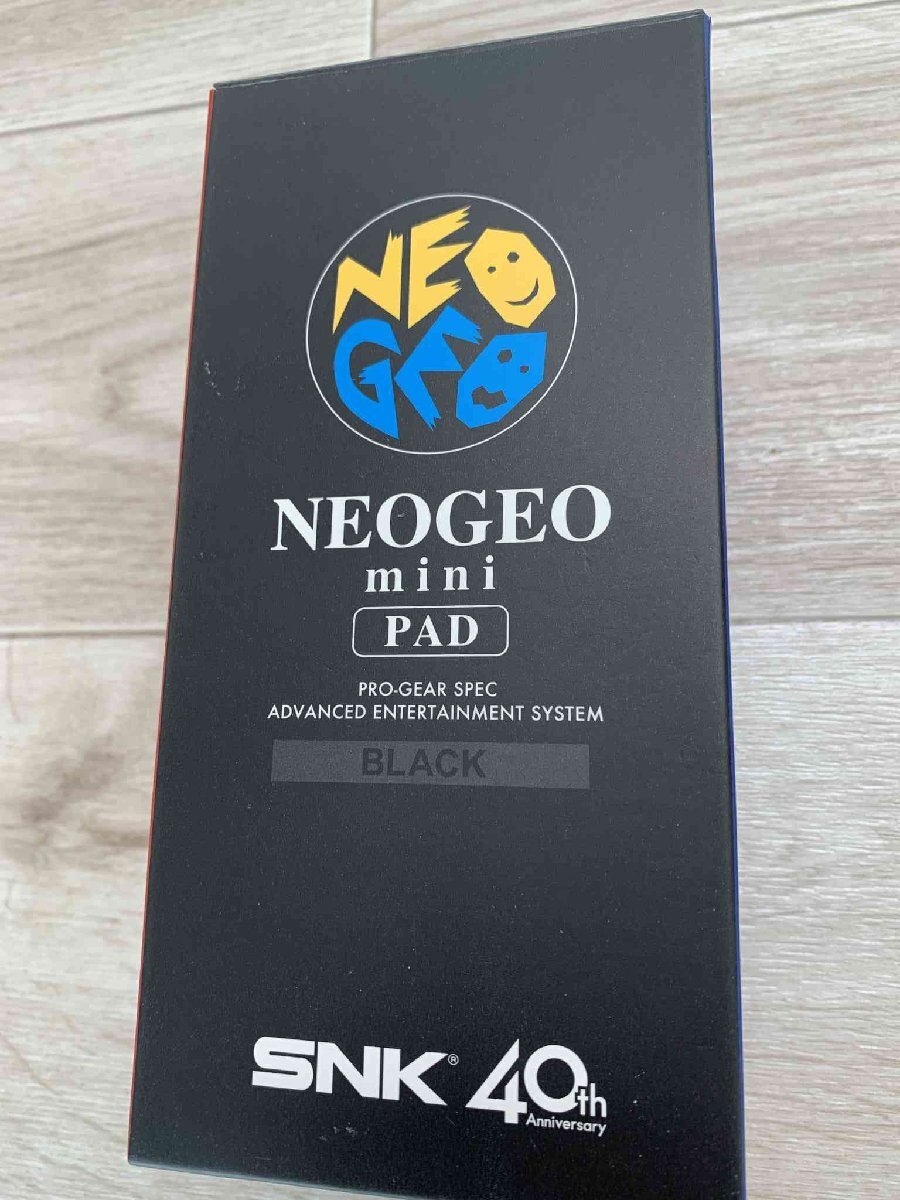 NEO
GEO
NEOGEO
mini
PAD
PRO-GEAR SPEC
ADVANCED ENTERTAINMENT SYSTEM
BLACK
SNK® 40th
Anniversary